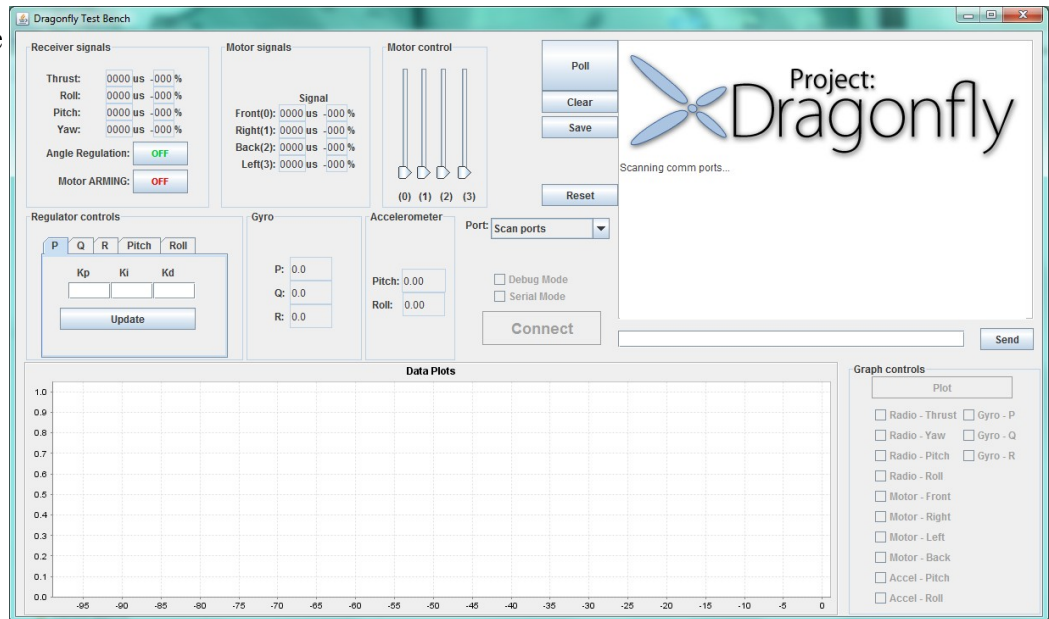 Dragonfly Test Bench
Receiver signals
Thrust: 0000 us -000 %
Roll: 0000 us -000 %
Pitch: 0000 us -000 %
Yaw: 0000 us -000 %
Angle Regulation: OFF
Motor ARMING: OFF
Motor signals
Signal
Front(0): 0000 us -000 %
Right(1): 0000 us -000 %
Back(2): 0000 us -000 %
Left(3): 0000 us -000 %
Motor control
(0) (1) (2) (3)
Poll
Clear
Save
Reset
Project:
Dragonfly
Scanning comm ports...
Regulator controls
P Q R Pitch Roll
Kp Ki Kd
Update
Gyro
P: 0.0
Q: 0.0
R: 0.0
Accelerometer
Pitch: 0.00
Roll: 0.00
Port: Scan ports
Debug Mode
Serial Mode
Connect
Send
Data Plots
1.0
0.9
0.8
0.7
0.6
0.5
0.4
0.3
0.2
0.1
0.0
-95 -90 -85 -80 -75 -70 -65 -60 -55 -50 -45 -40 -35 -30 -25 -20 -15 -10 -5 0
Graph controls
Plot
Radio - Thrust Gyro - P
Radio - Yaw Gyro - Q
Radio - Pitch Gyro - R
Radio - Roll
Motor - Front
Motor - Right
Motor - Left
Motor - Back
Accel - Pitch
Accel - Roll